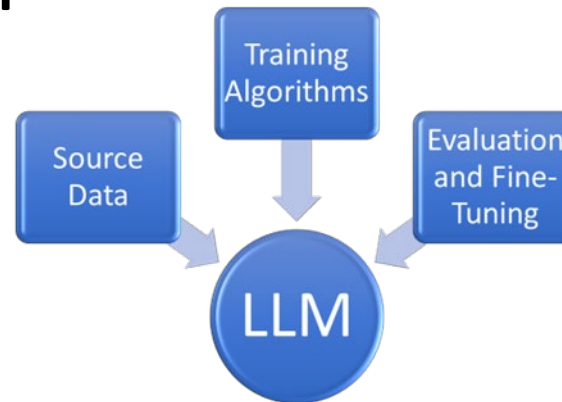 Training
Algorithms
Source
Data
Evaluation
and Fine-
Tuning
LLM